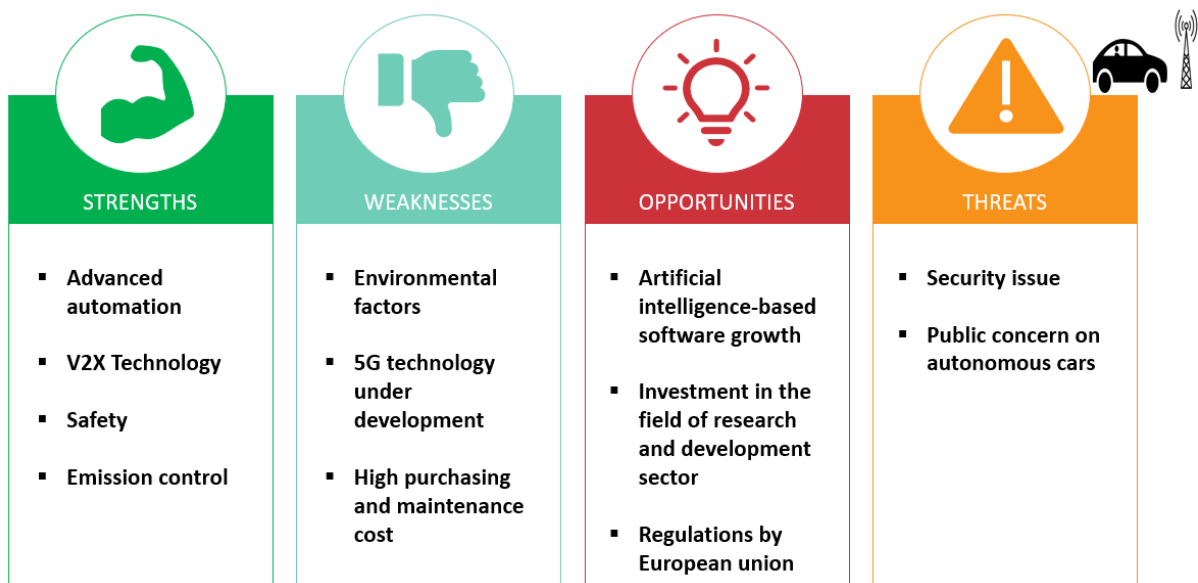 STRENGTHS
▪ Advanced
automation
▪ V2X Technology
▪ Safety
▪ Emission control
WEAKNESSES
▪ Environmental
factors
▪ 5G technology
under
development
▪ High purchasing
and maintenance
cost
OPPORTUNITIES
▪ Artificial
intelligence-based
software growth
▪ Investment in the
field of research
and development
sector
▪ Regulations by
European union
THREATS
▪ Security issue
▪ Public concern on
autonomous cars